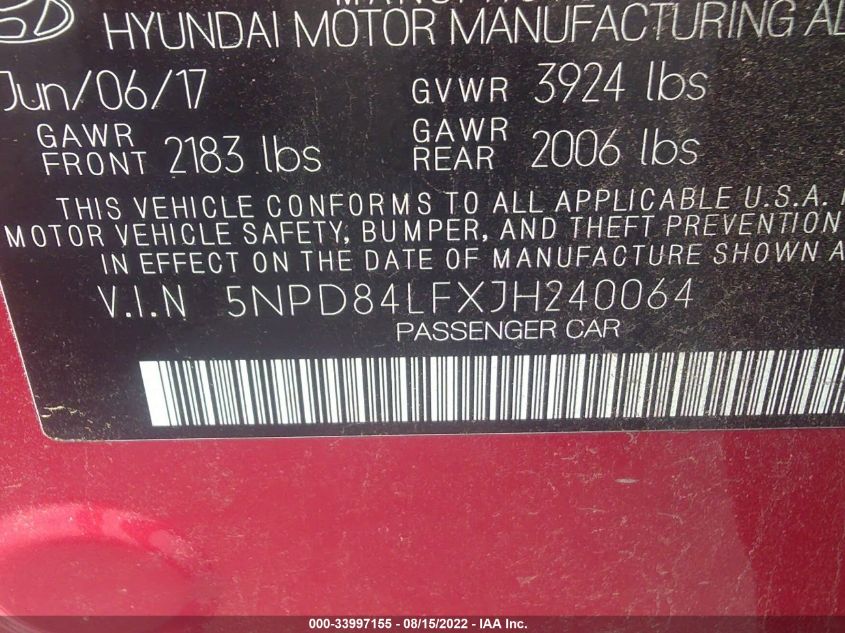 HYUNDAI MOTOR MANUFACTURING AL
Jun/06/17 GVWR 3924 lbs
GAWR FRONT 2183 lbs GAWR REAR 2006 lbs
THIS VEHICLE CONFORMS TO ALL APPLICABLE U.S.A.
MOTOR VEHICLE SAFETY, BUMPER, AND THEFT PREVENTION
IN EFFECT ON THE DATE OF MANUFACTURE SHOWN A
V.I.N 5NPD84LFXJH240064
PASSENGER CAR
000-33997155 - 08/15/2022 - IAA Inc.